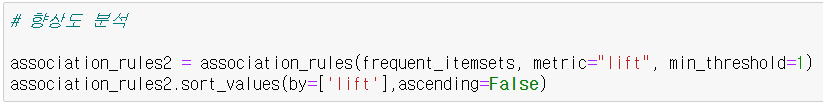 # 향상도 분석
association_rules2 = association_rules(frequent_itemsets, metric="lift", min_threshold=1)
association_rules2.sort_values(by=['lift'],ascending=False)